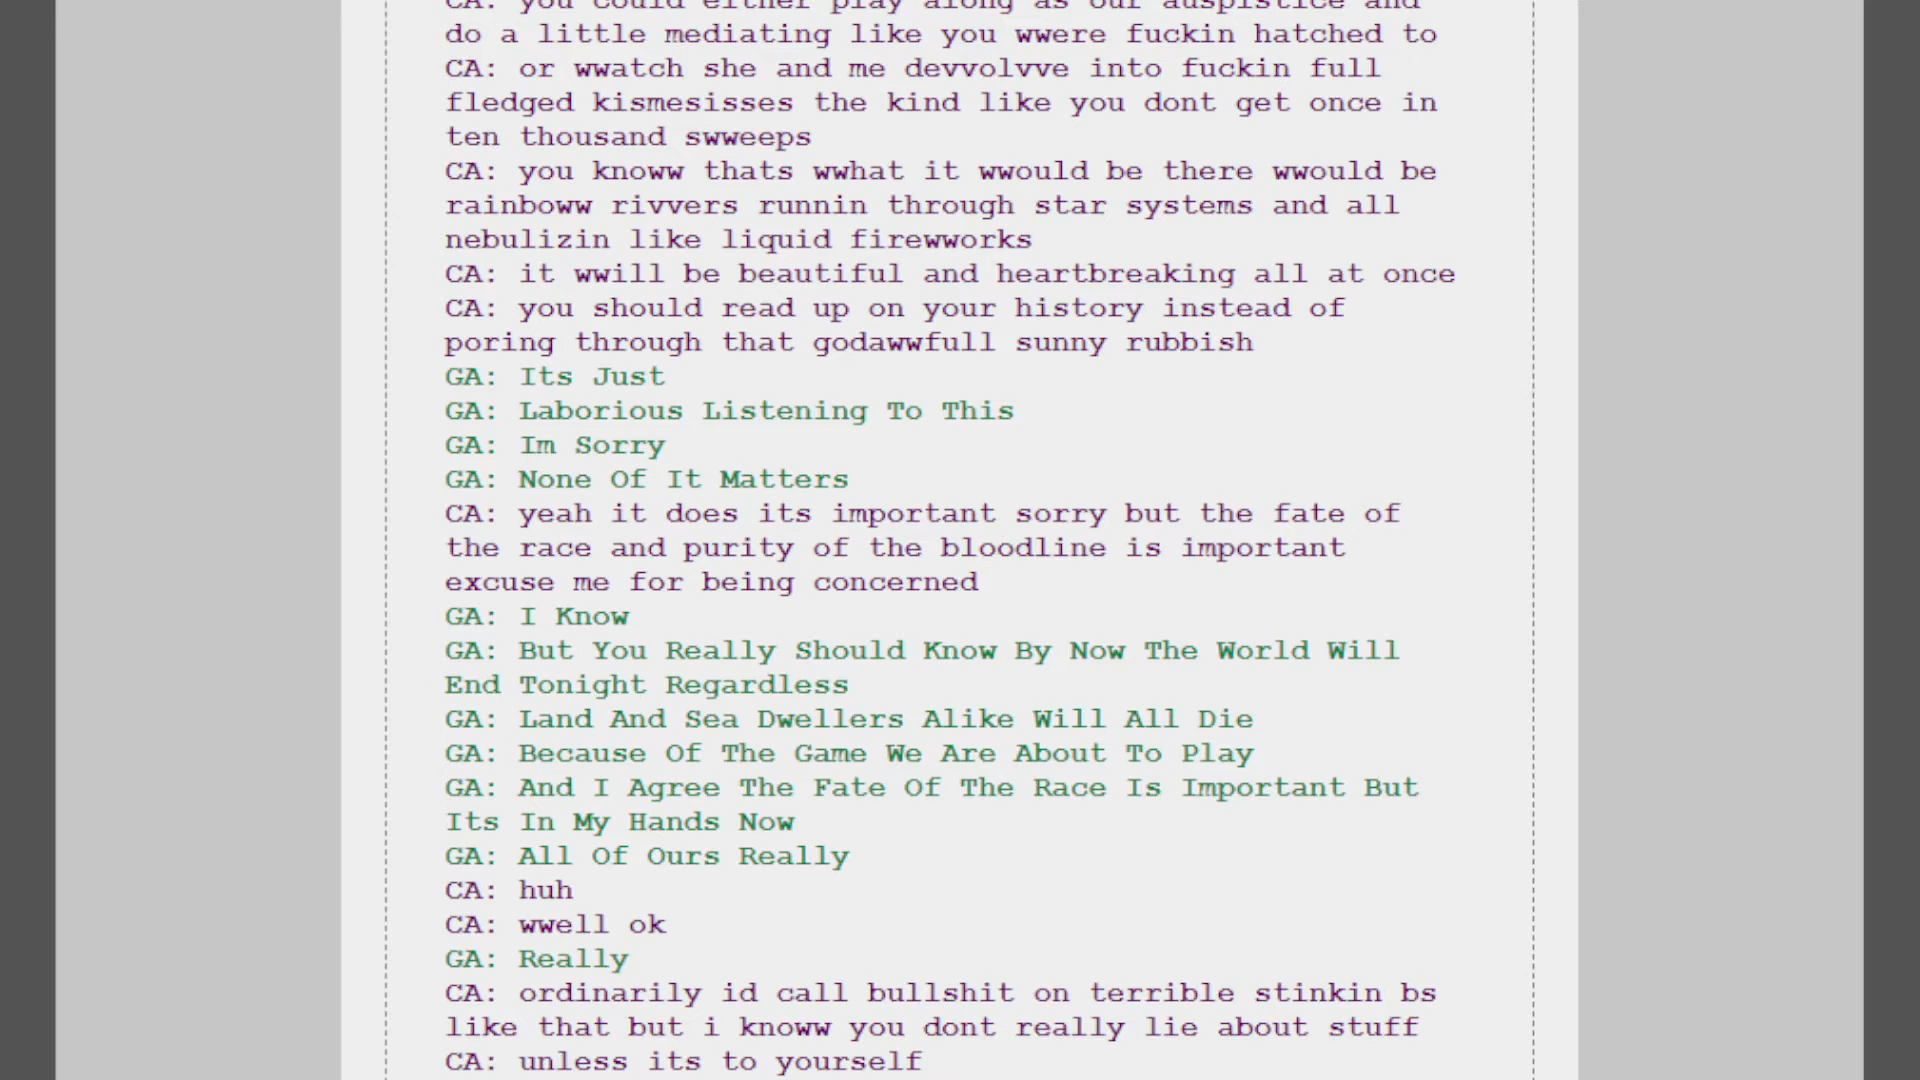 CA: you could either play along as our auspistice and
do a little mediating like you wwere fuckin hatched to
CA: or wwatch she and me devvolvve into fuckin full
fledged kismesisses the kind like you dont get once in
ten thousand swweeps
CA: you knoww thats wwhat it wwould be there wwould be
rainboww rivvers runnin through star systems and all
nebulizin like liquid firewworks
CA: it wwill be beautiful and heartbreaking all at once
CA: you should read up on your history instead of
poring through that godawwfull sunny rubbish
GA: Its Just
GA: Laborious Listening To This
GA: Im Sorry
GA: None Of It Matters
CA: yeah it does its important sorry but the fate of
the race and purity of the bloodline is important
excuse me for being concerned
GA: I Know
GA: But You Really Should Know By Now The World Will
End Tonight Regardless
GA: Land And Sea Dwellers Alike Will All Die
GA: Because Of The Game We Are About To Play
GA: And I Agree The Fate Of The Race Is Important But
Its In My Hands Now
GA: All Of Ours Really
CA: huh
CA: wwell ok
GA: Really
CA: ordinarily id call bullshit on terrible stinkin bs
like that but i knoww you dont really lie about stuff
CA: unless its to yourself